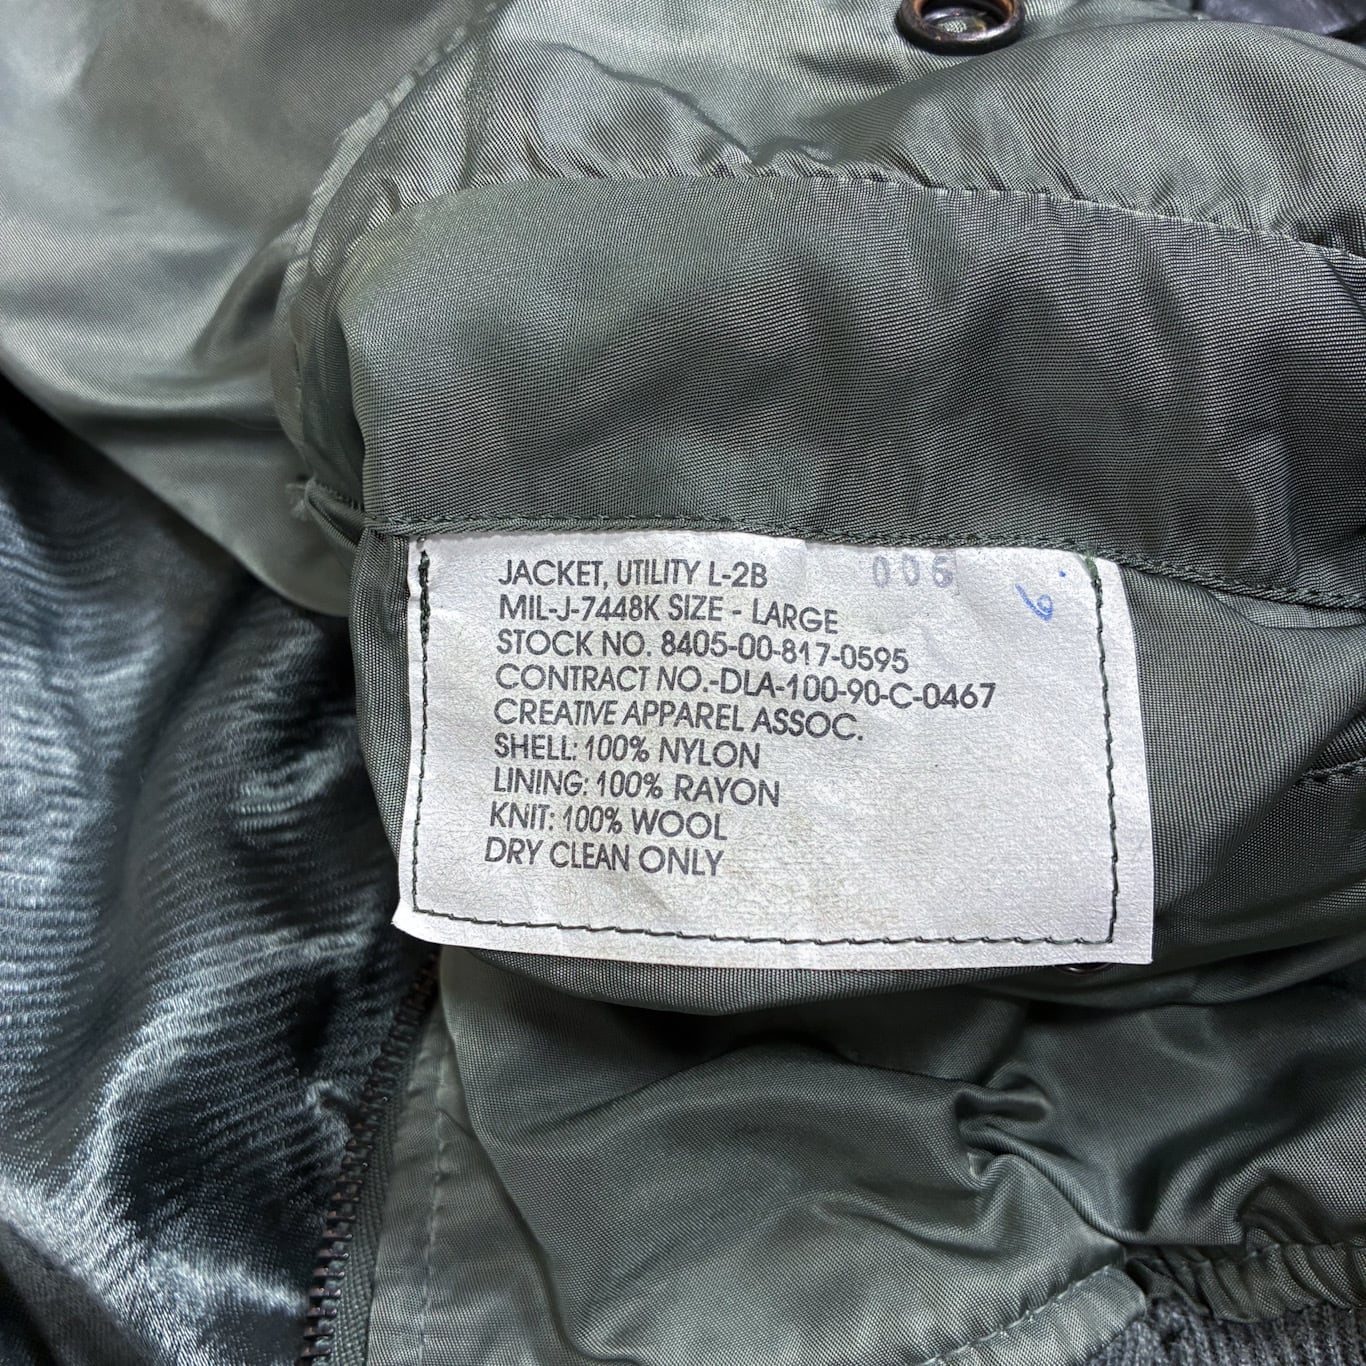 JACKET, UTILITY L-2B 006 6.
MIL-J-7448K SIZE - LARGE
STOCK NO. 8405-00-817-0595
CONTRACT NO.-DLA-100-90-C-0467
CREATIVE APPAREL ASSOC.
SHELL: 100% NYLON
LINING: 100% RAYON
KNIT: 100% WOOL
DRY CLEAN ONLY